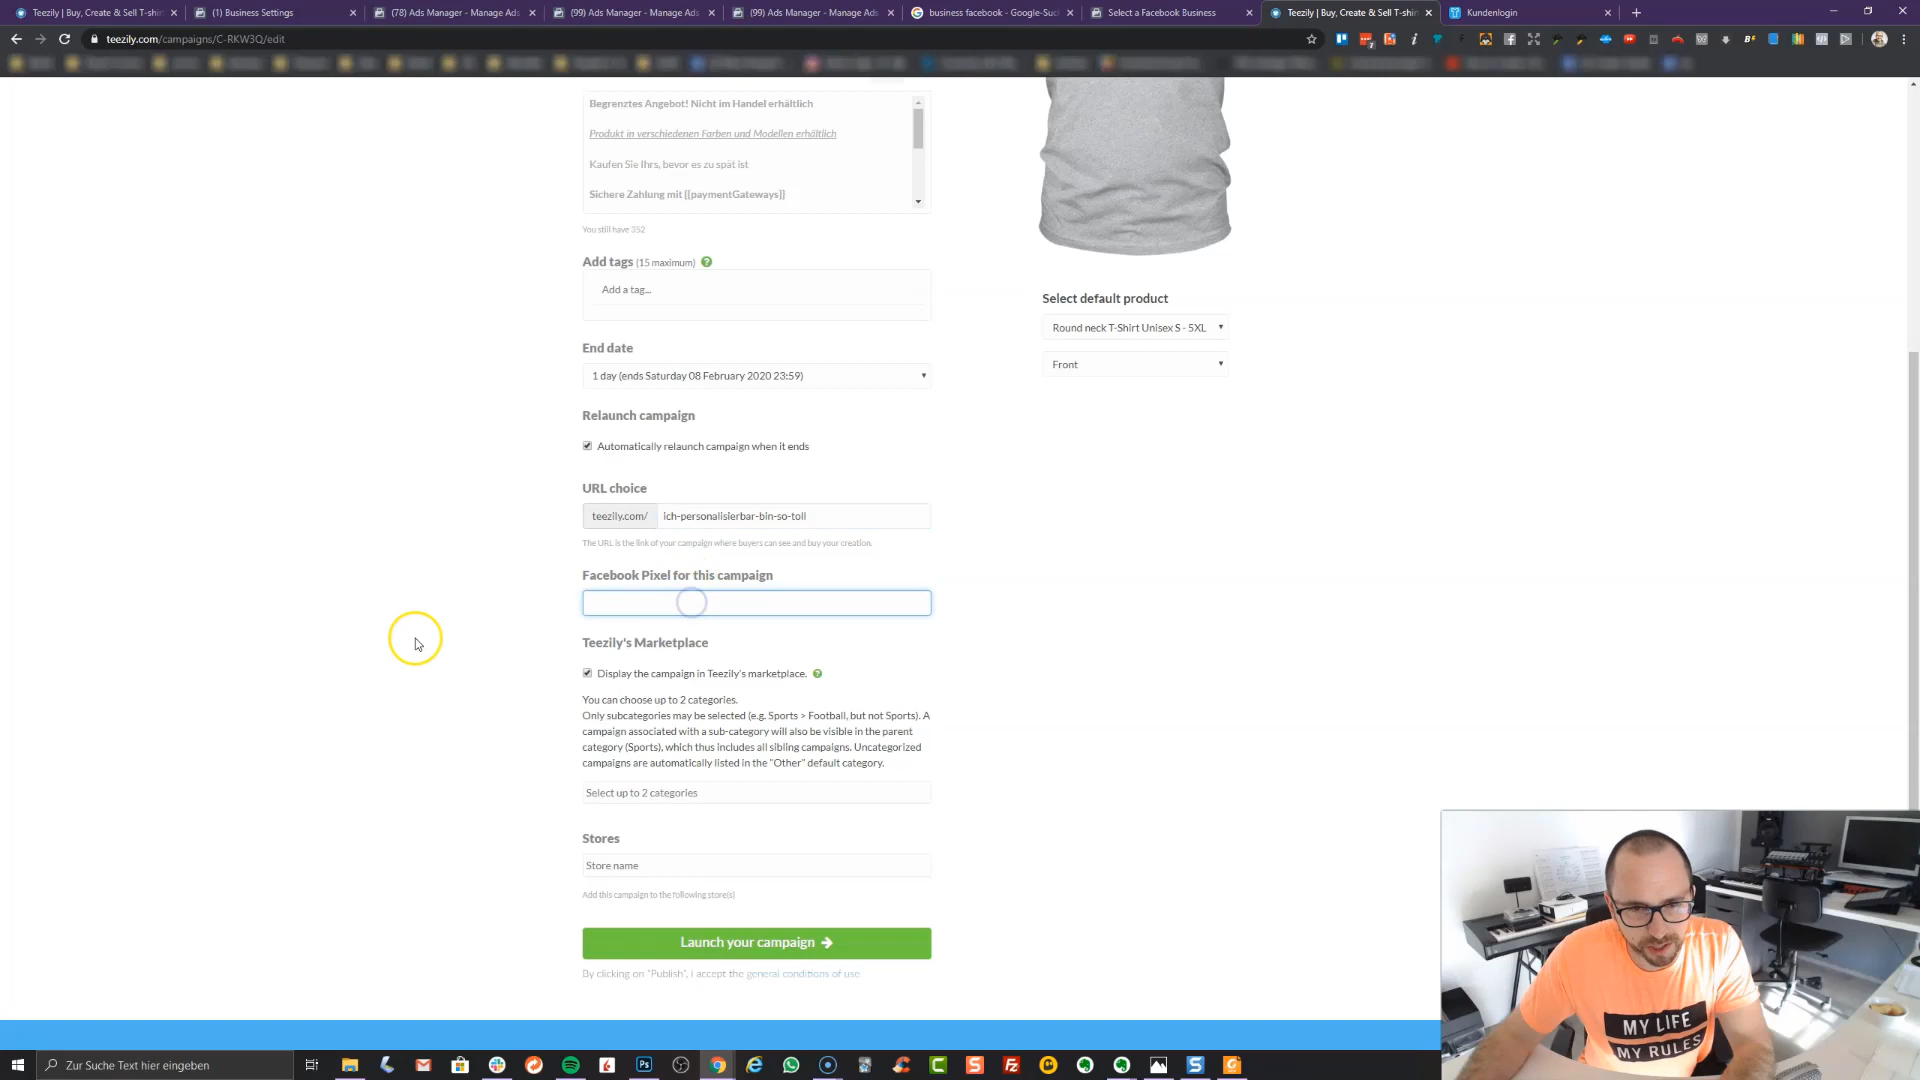 Teezily | Buy, Create & Sell T-shir
(1) Business Settings
(78) Ads Manager - Manage Ads
(99) Ads Manager - Manage Ads
(99) Ads Manager - Manage Ads
business facebook - Google-Suc
Select a Facebook Business
Teezily | Buy, Create & Sell T-shir
Kundenlogin
teezily.com/campaigns/C-RKW3Q/edit
Begrenztes Angebot! Nicht im Handel erhältlich
Produkt in verschiedenen Farben und Modellen erhältlich
Kaufen Sie Ihrs, bevor es zu spät ist
Sichere Zahlung mit [[paymentGateways]]
You still have 352
Add tags (15 maximum) ?
Add a tag...
Select default product
Round neck T-Shirt Unisex S - 5XL
Front
End date
1 day (ends Saturday 08 February 2020 23:59)
Relaunch campaign
Automatically relaunch campaign when it ends
URL choice
teezily.com/ ich-personalisierbar-bin-so-toll
The URL is the link of your campaign where buyers can see and buy your creation.
Facebook Pixel for this campaign
Teezily's Marketplace
Display the campaign in Teezily's marketplace. ?
You can choose up to 2 categories.
Only subcategories may be selected (e.g. Sports > Football, but not Sports). A
campaign associated with a sub-category will also be visible in the parent
category (Sports), which thus includes all sibling campaigns. Uncategorized
campaigns are automatically listed in the "Other" default category.
Select up to 2 categories
Stores
Store name
Add this campaign to the following store(s)
Launch your campaign
By clicking on "Publish", i accept the general conditions of use
MY LIFE
MY RULES
Zur Suche Text hier eingeben